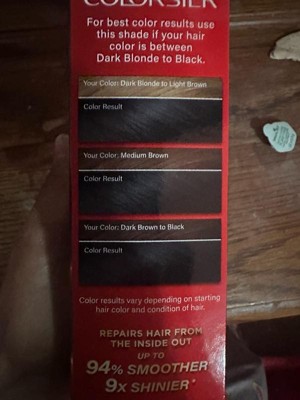 COLORSILK
For best color results use
this shade if your hair
color is between
Dark Blonde to Black.
Your Color: Dark Blonde to Light Brown
Color Result
Your Color: Medium Brown
Color Result
Your Color: Dark Brown to Black
Color Result
Color results vary depending on starting
hair color and condition of hair.
REPAIRS HAIR FROM
THE INSIDE OUT
UP TO
94% SMOOTHER
9X SHINIER*